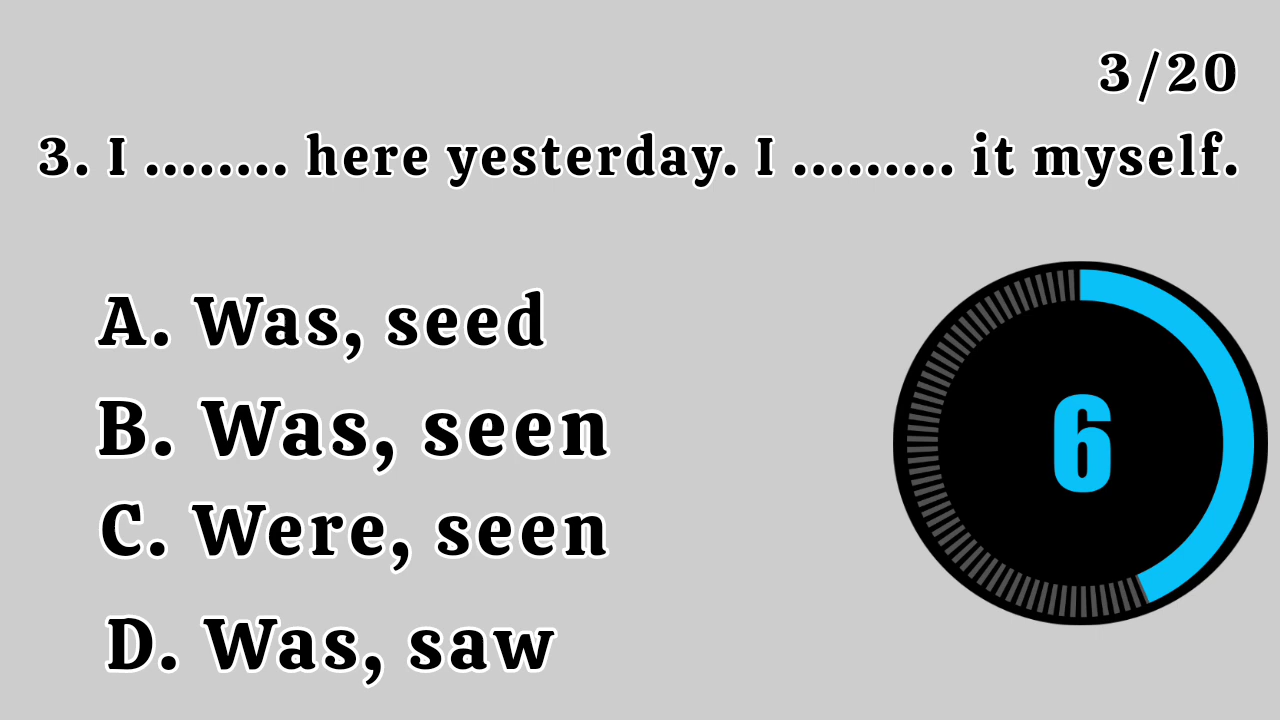 3/20
3. I ........ here yesterday. I ......... it myself.
A. Was, seed
B. Was, seen
6
C. Were, seen
D. Was, saw